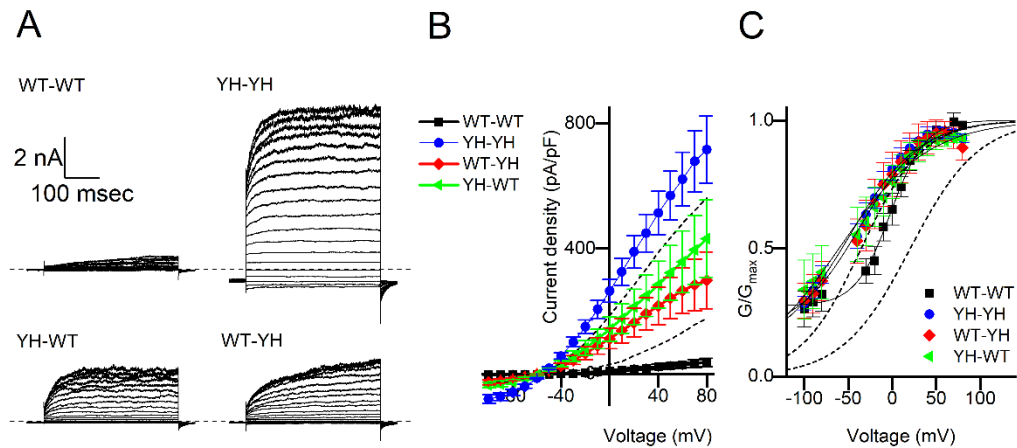 A
WT-WT
YH-YH
2 nA
100 msec
YH-WT
WT-YH
B
WT-WT
YH-YH
WT-YH
YH-WT
Current density (pA/pF)
800
400
-40
0
40
80
Voltage (mV)
C
G/G max
1.0
0.5
0.0
-100
-50
0
50
100
WT-WT
YH-YH
WT-YH
YH-WT
Voltage (mV)